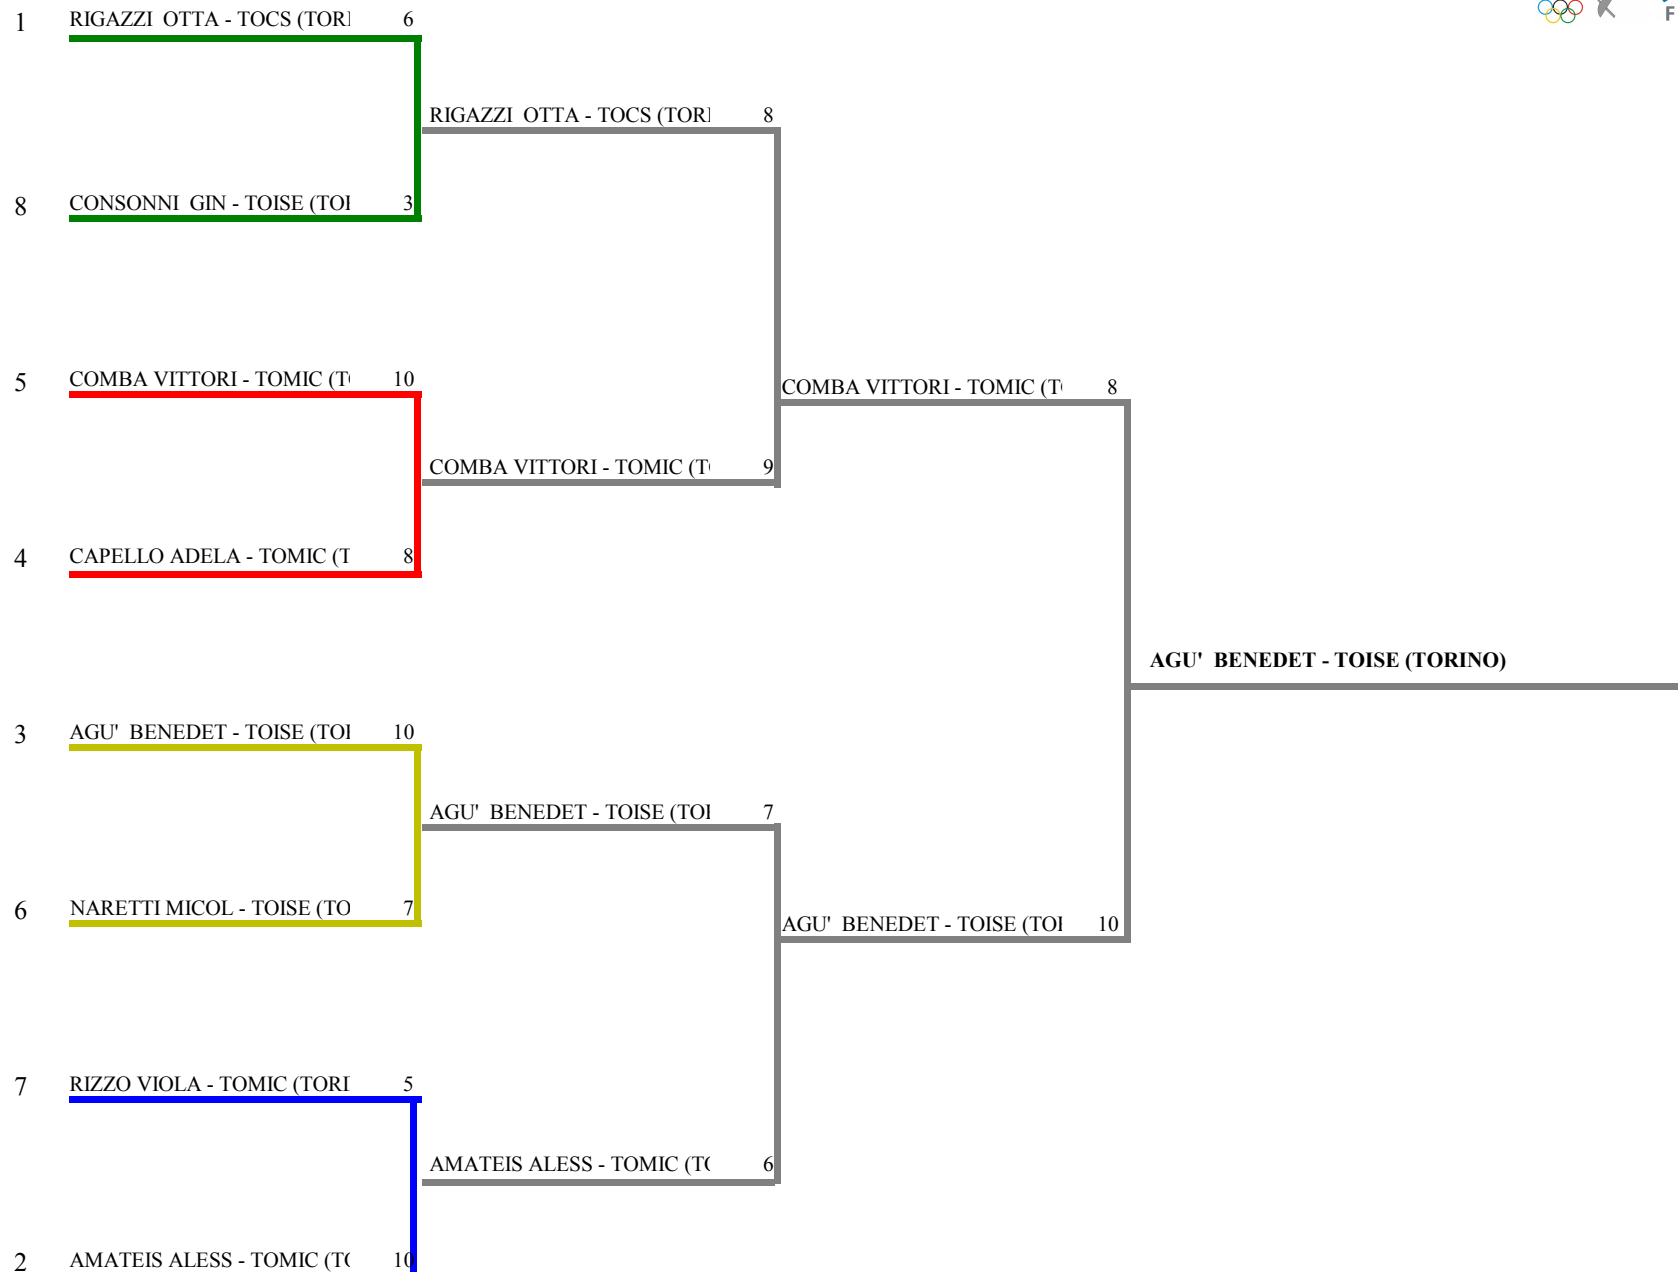 1 RIGAZZI OTTA - TOCS (TORI 6
F
RIGAZZI OTTA - TOCS (TORI 8
8 CONSONNI GIN - TOISE (TOI 3
5 COMBA VITTORI - TOMIC (T 10
COMBA VITTORI - TOMIC (T 8
COMBA VITTORI - TOMIC (T 9
4 CAPELLO ADELA - TOMIC (T 8
AGU' BENEDET - TOISE (TORINO)
3 AGU' BENEDET - TOISE (TOI 10
AGU' BENEDET - TOISE (TOI 7
6 NARETTI MICOL - TOISE (TO 7
AGU' BENEDET - TOISE (TOI 10
7 RIZZO VIOLA - TOMIC (TORI 5
AMATEIS ALESS - TOMIC (TO 6
2 AMATEIS ALESS - TOMIC (TO 10